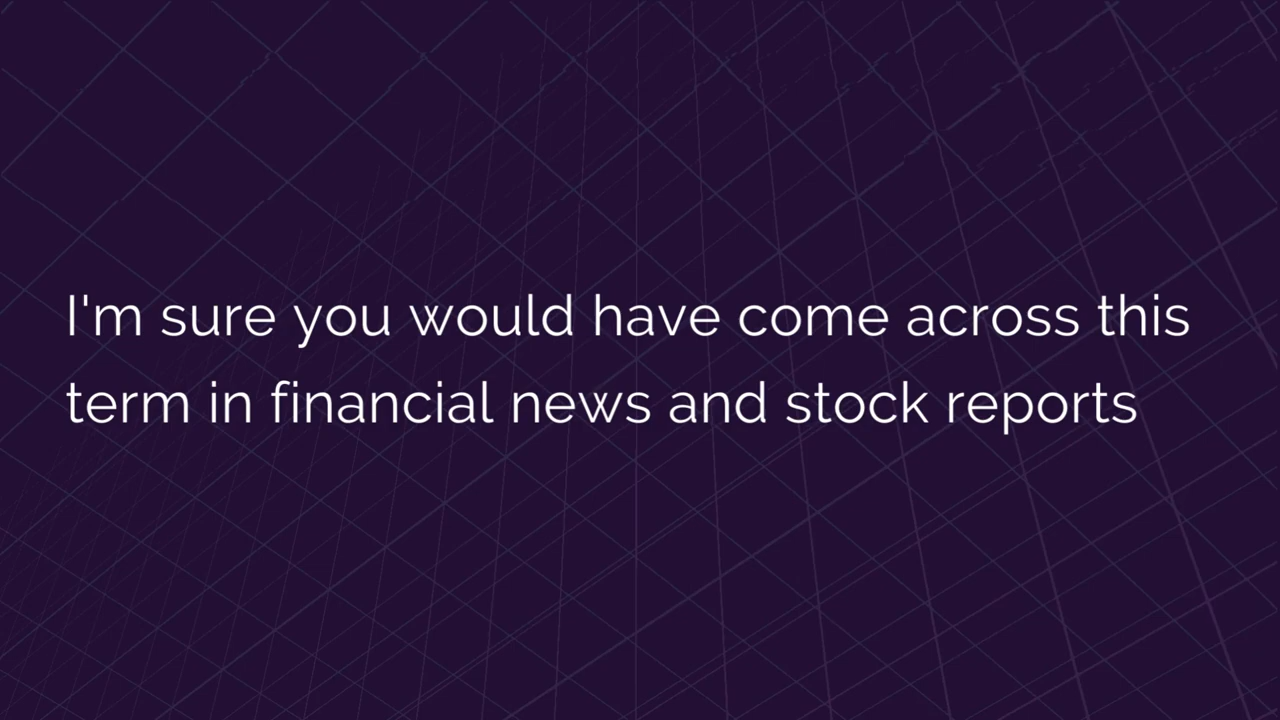 I'm sure you would have come across this
term in financial news and stock reports